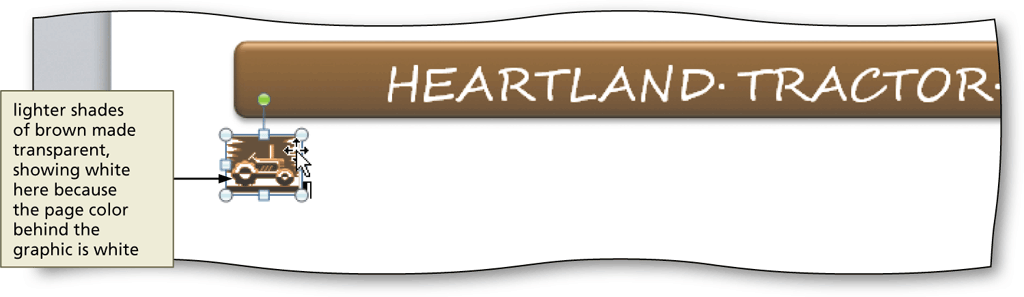 HEARTLAND· TRACTOR·
lighter shades
of brown made
transparent,
showing white
here because
the page color
behind the
graphic is white
¶